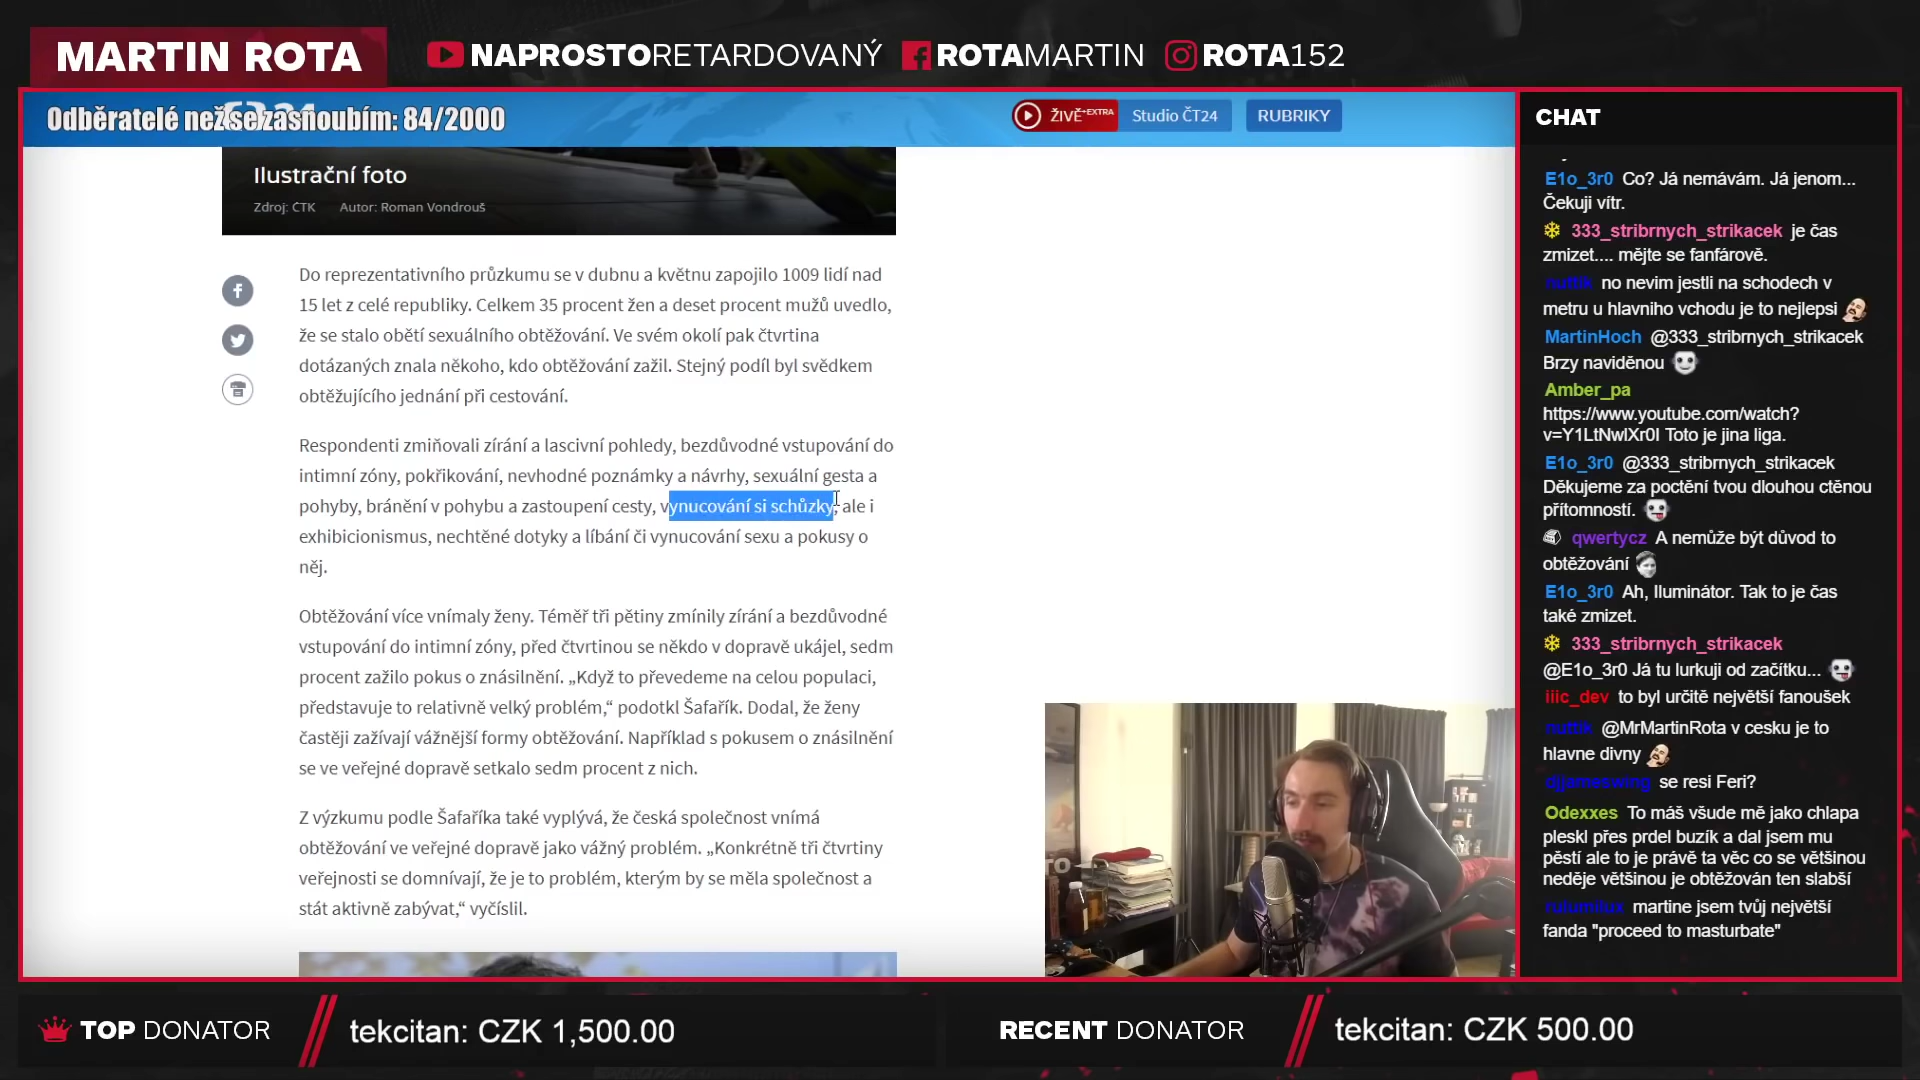 MARTIN ROTA
NAPROSTORETARDOVANÝ
ROTAMARTIN
ROTA152
Odběratelé než se zasnoubím: 84/2000
ŽIVĚ+EXTRA
Studio ČT24
RUBRIKY
Ilustrační foto
Zdroj: ČTK Autor: Roman Vondrouš
Do reprezentativního průzkumu se v dubnu a květnu zapojilo 1009 lidí nad
15 let z celé republiky. Celkem 35 procent žen a deset procent mužů uvedlo,
že se stalo obětí sexuálního obtěžování. Ve svém okolí pak čtvrtina
dotázaných znala někoho, kdo obtěžování zažil. Stejný podíl byl svědkem
obtěžujícího jednání při cestování.
Respondenti zmiňovali zírání a lascivní pohledy, bezdůvodné vstupování do
intimní zóny, pokřikování, nevhodné poznámky a návrhy, sexuální gesta a
pohyby, bránění v pohybu a zastoupení cesty, vynucování si schůzky, ale i
exhibicionismus, nechtěné dotyky a líbání či vynucování sexu a pokusy o
něj.
Obtěžování více vnímaly ženy. Téměř tři pětiny zmínily zírání a bezdůvodné
vstupování do intimní zóny, před čtvrtinou se někdo v dopravě ukájel, sedm
procent zažilo pokus o znásilnění. „Když to převedeme na celou populaci,
představuje to relativně velký problém,“ podotkl Šafařík. Dodal, že ženy
častěji zažívají vážnější formy obtěžování. Například s pokusem o znásilnění
se ve veřejné dopravě setkalo sedm procent z nich.
Z výzkumu podle Šafaříka také vyplývá, že česká společnost vnímá
obtěžování ve veřejné dopravě jako vážný problém. „Konkrétně tři čtvrtiny
veřejnosti se domnívají, že je to problém, kterým by se měla společnost a
stát aktivně zabývat,“ vyčíslil.
CHAT
E1o_3r0 Co? Já nemávám. Já jenom...
Čekuji vítr.
333_stribrnych_strikacek je čas
zmizet.... mějte se fanfárově.
nuttik no nevim jestli na schodech v
metru u hlavniho vchodu je to nejlepsi
MartinHoch @333_stribrnych_strikacek
Brzy naviděnou
Amber_pa
https://www.youtube.com/watch?
v=Y1LtNwlXr0I Toto je jina liga.
E1o_3r0 @333_stribrnych_strikacek
Děkujeme za poctění tvou dlouhou ctěnou
přítomností.
qwertycz A nemůže být důvod to
obtěžování
E1o_3r0 Ah, Iluminátor. Tak to je čas
také zmizet.
333_stribrnych_strikacek
@E1o_3r0 Já tu lurkuji od začítku...
iiic_dev to byl určitě největší fanoušek
nuttik @MrMartinRota v cesku je to
hlavne divny
djjameswing se resi Feri?
Odexxes To máš všude mě jako chlapa
pleskl přes prdel buzík a dal jsem mu
pěstí ale to je právě ta věc co se většinou
neděje většinou je obtěžován ten slabší
martine jsem tvůj největší
fanda "proceed to masturbate"
TOP DONATOR
tekcitan: CZK 1,500.00
RECENT DONATOR
tekcitan: CZK 500.00